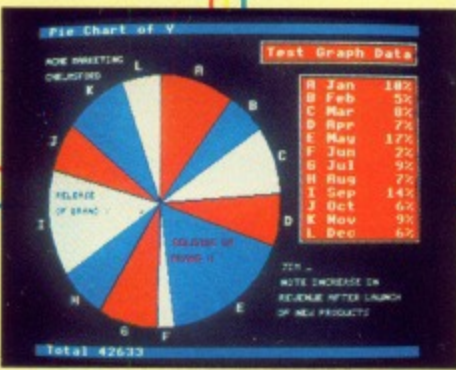 Pie Chart of Y
Test Graph Data
ACME MARKETING
CHELMSFORD
A Jan 10%
B Feb 5%
C Mar 8%
D Apr 7%
E May 17%
F Jun 2%
G Jul 9%
H Aug 7%
I Sep 14%
J Oct 6%
K Nov 9%
L Dec 6%
A
B
C
D
E
F
G
H
I
J
K
L
RELEASE
OF BRAND
RELEASE OF
BRAND
JIM _
NOTE INCREASE IN
REVENUE AFTER LAUNCH
OF NEW PRODUCTS
Total 42633